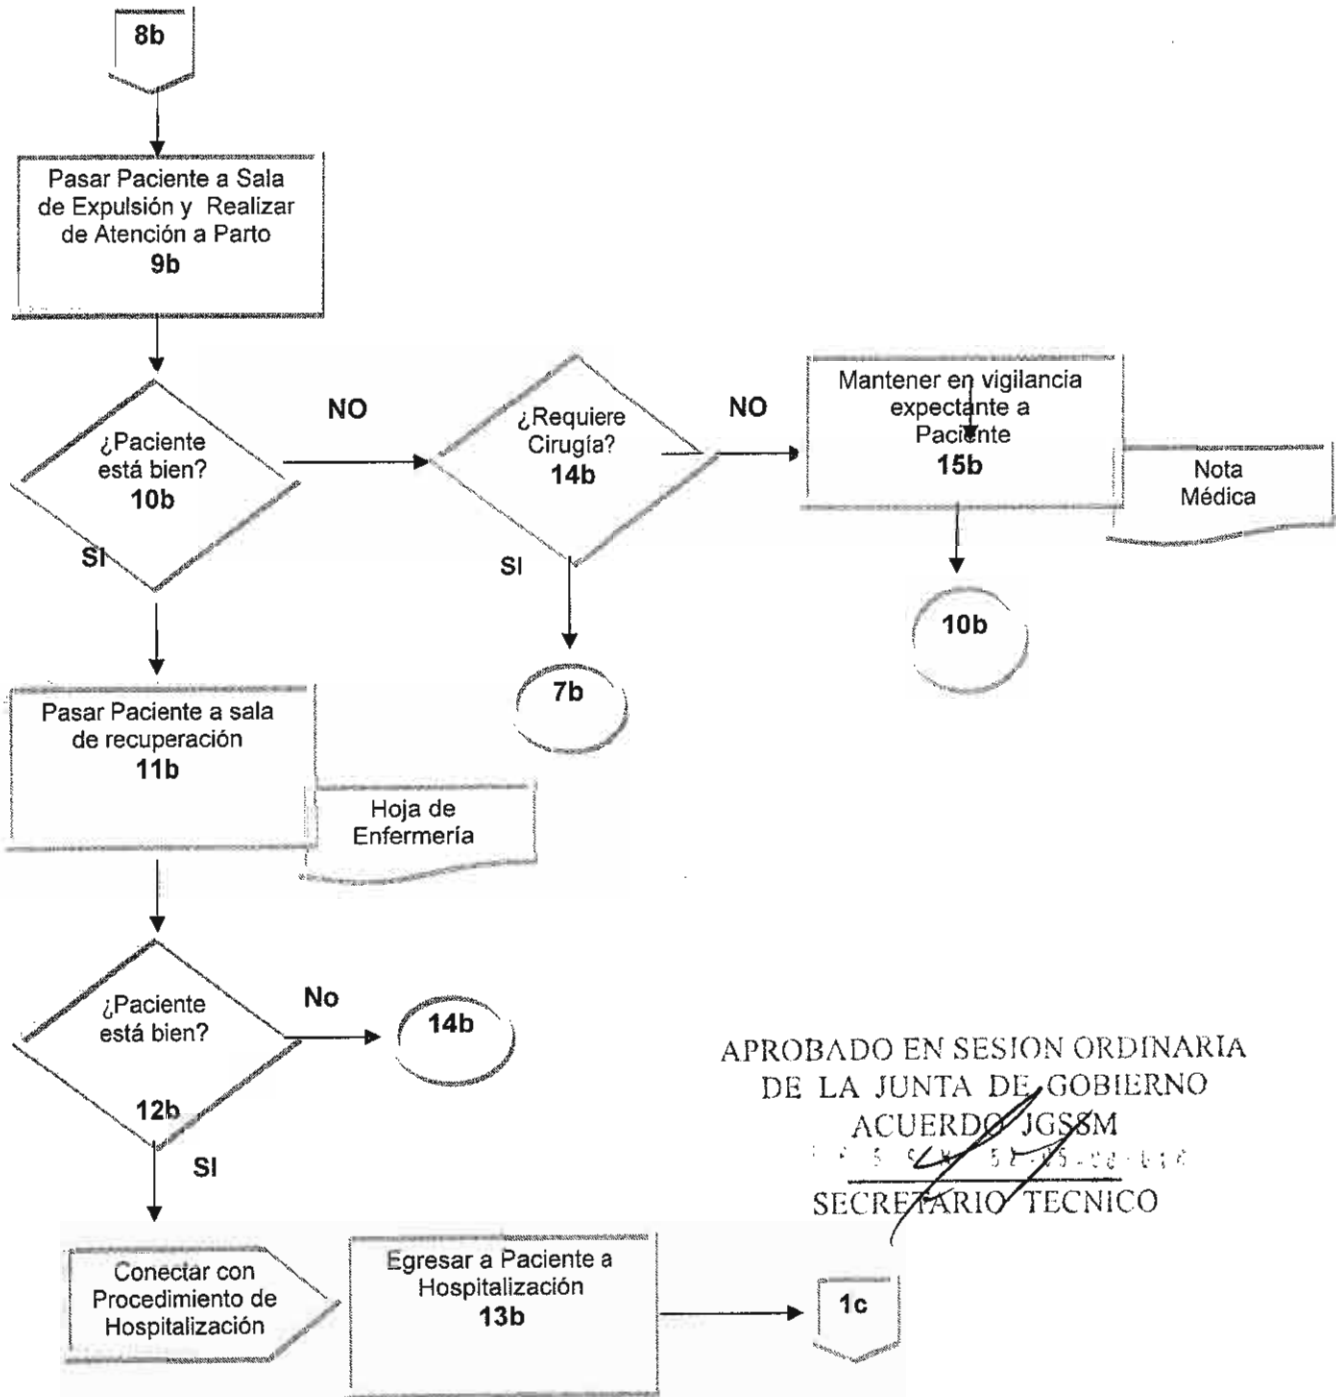 8b
Pasar Paciente a Sala
de Expulsión y Realizar
de Atención a Parto
9b
¿Paciente
está bien?
10b
NO
SI
¿Requiere
Cirugía?
14b
NO
SI
Mantener en vigilancia
expectante a
Paciente
15b
Nota
Médica
10b
7b
Pasar Paciente a sala
de recuperación
11b
Hoja de
Enfermería
¿Paciente
está bien?
12b
No
14b
SI
Conectar con
Procedimiento de
Hospitalización
Egresar a Paciente a
Hospitalización
13b
1c
APROBADO EN SESION ORDINARIA
DE LA JUNTA DE GOBIERNO
ACUERDO JGSSM
SECRETARIO TECNICO